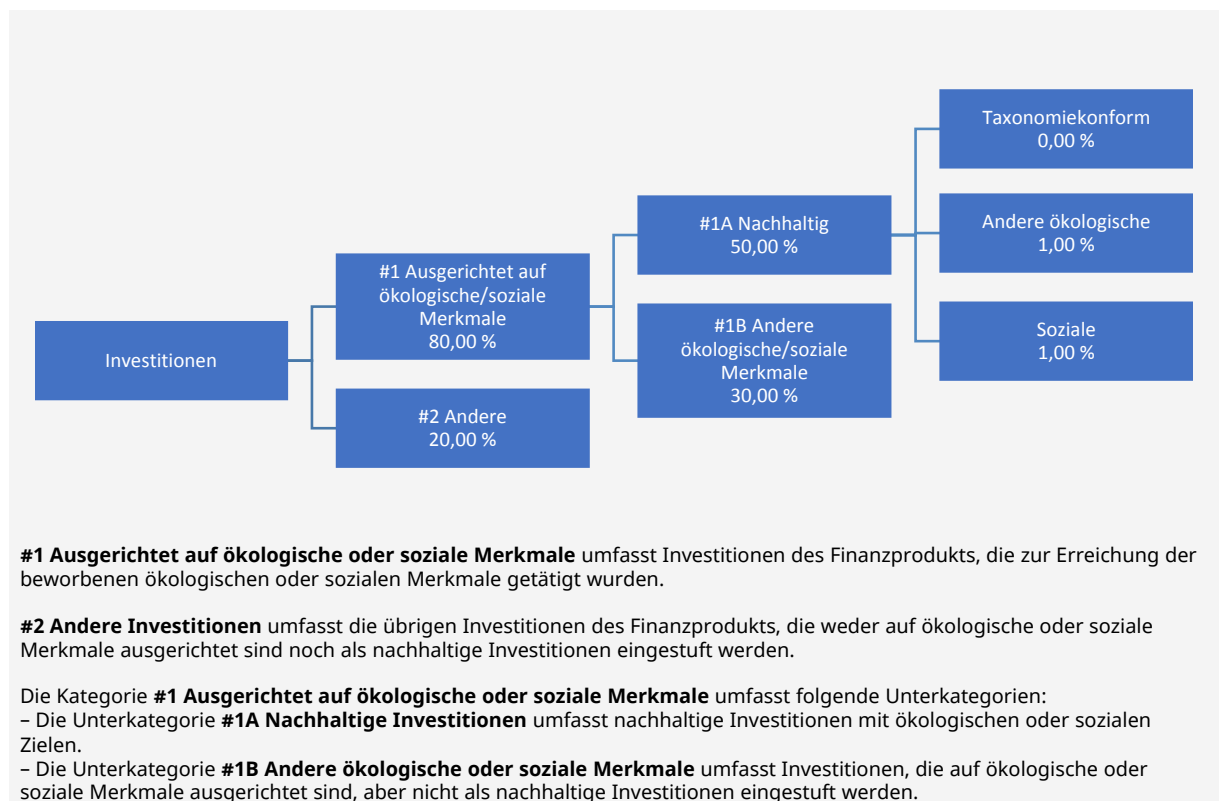 Taxonomiekonform
0,00 %
#1A Nachhaltig
50,00 %
Andere ökologische
1,00 %
#1 Ausgerichtet auf
ökologische/soziale
Merkmale
80,00 %
#1B Andere
ökologische/soziale
Merkmale
30,00 %
Soziale
1,00 %
Investitionen
#2 Andere
20,00 %
#1 Ausgerichtet auf ökologische oder soziale Merkmale umfasst Investitionen des Finanzprodukts, die zur Erreichung der
beworbenen ökologischen oder sozialen Merkmale getätigt wurden.
#2 Andere Investitionen umfasst die übrigen Investitionen des Finanzprodukts, die weder auf ökologische oder soziale
Merkmale ausgerichtet sind noch als nachhaltige Investitionen eingestuft werden.
Die Kategorie #1 Ausgerichtet auf ökologische oder soziale Merkmale umfasst folgende Unterkategorien:
– Die Unterkategorie #1A Nachhaltige Investitionen umfasst nachhaltige Investitionen mit ökologischen oder sozialen
Zielen.
– Die Unterkategorie #1B Andere ökologische oder soziale Merkmale umfasst Investitionen, die auf ökologische oder
soziale Merkmale ausgerichtet sind, aber nicht als nachhaltige Investitionen eingestuft werden.